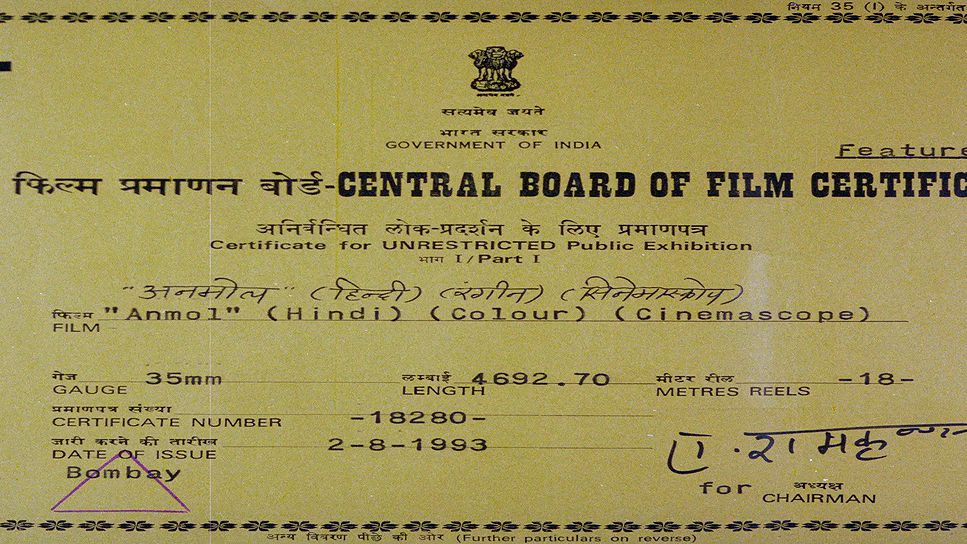 नियम 35 (I) के अन्तर्गत
सत्यमेव जयते
भारत सरकार
GOVERNMENT OF INDIA
Feature
फिल्म प्रमाणन बोर्ड-CENTRAL BOARD OF FILM CERTIFIC
अनिर्बन्धित लोक-प्रदर्शन के लिए प्रमाणपत्र
Certificate for UNRESTRICTED Public Exhibition
भाग I/Part I
"अनमोल" (हिन्दी) (रंगीन) (सिनेमास्कोप)
फिल्म "Anmol" (Hindi) (Colour) (Cinemascope)
FILM
गेज 35mm लम्बाई 4692.70 मीटर रील -18-
GAUGE LENGTH METRES REELS
प्रमाणपत्र संख्या
CERTIFICATE NUMBER -18280-
जारी करने की तारीख
DATE OF ISSUE 2-8-1993
Bombay
for अध्यक्ष
CHAIRMAN
अन्य विवरण पीछे की ओर (Further particulars on reverse)